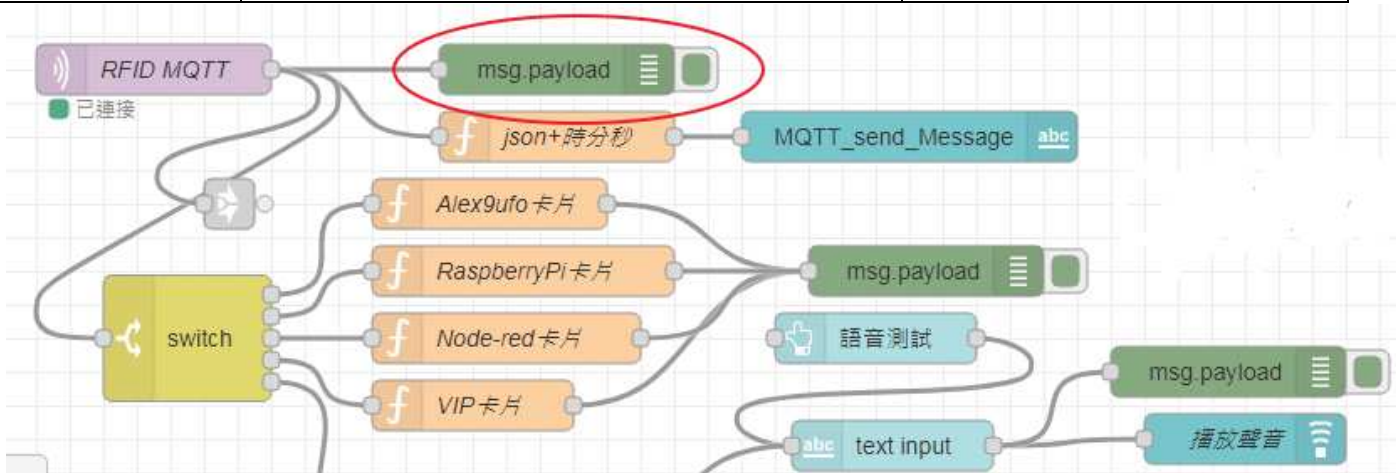 RFID MQTT
msg.payload
已連接
json+時分秒
MQTT_send_Message
abc
Alex9ufo卡片
RaspberryPi卡片
msg.payload
switch
Node-red卡片
語音測試
msg.payload
VIP卡片
abc
text input
播放聲音